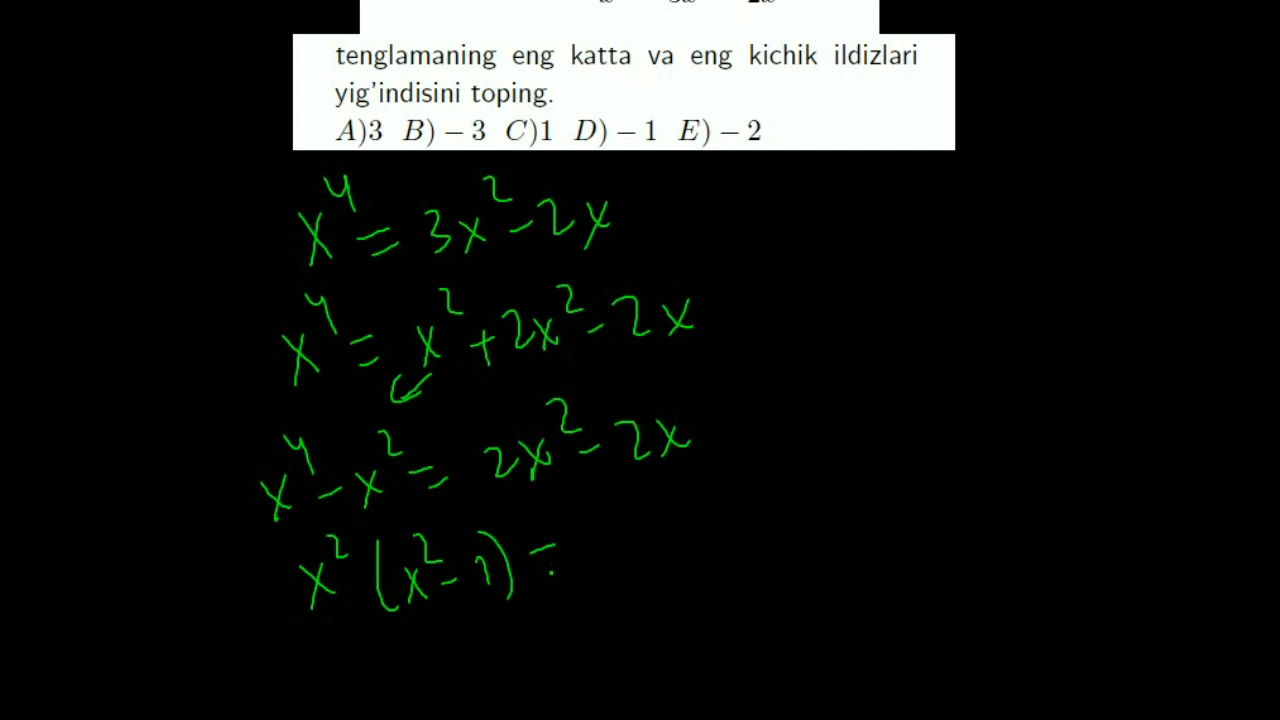 tenglamaning eng katta va eng kichik ildizlari
yig'indisini toping.
A)3 B) – 3 C)1 D) – 1 E) – 2
x⁴ = 3x² - 2x
x⁴ = x² + 2x² - 2x
x⁴ - x² = 2x² - 2x
x² (x² - 1) =